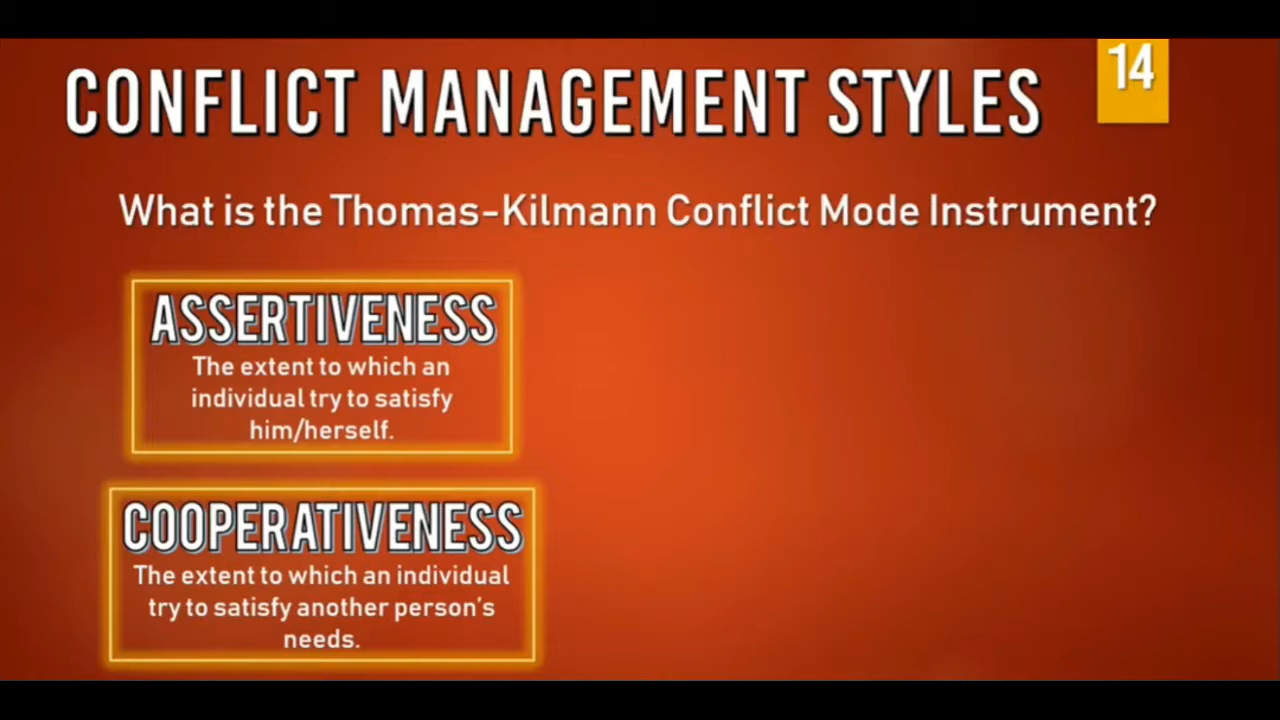 CONFLICT MANAGEMENT STYLES
14
What is the Thomas-Kilmann Conflict Mode Instrument?
ASSERTIVENESS
The extent to which an
individual try to satisfy
him/herself.
COOPERATIVENESS
The extent to which an individual
try to satisfy another person's
needs.